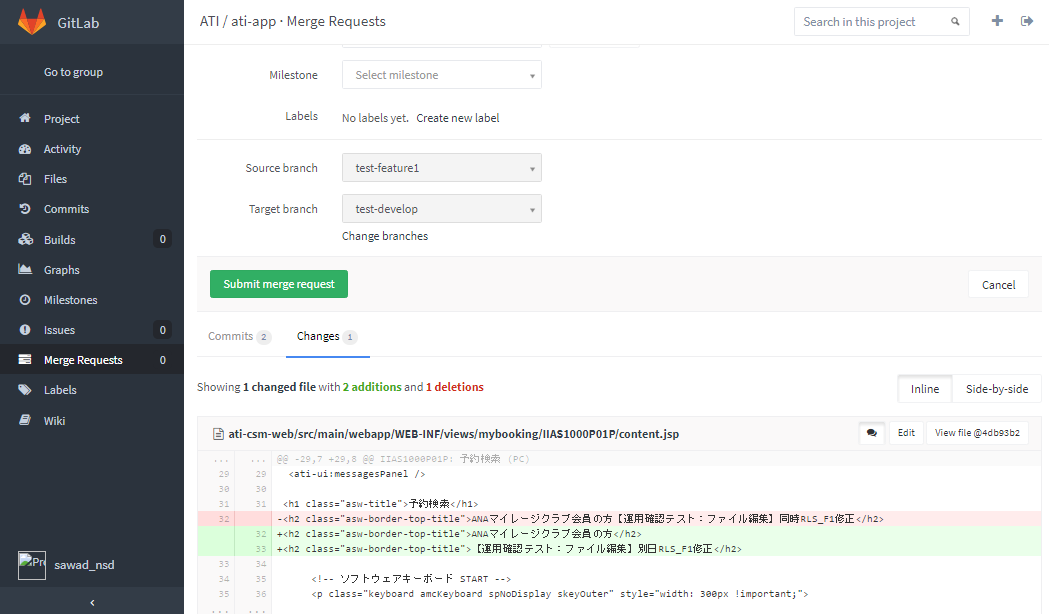 GitLab
ATI / ati-app · Merge Requests
Search in this project
Go to group
Project
Activity
Files
Commits
Builds 0
Graphs
Milestones
Issues 0
Merge Requests 0
Labels
Wiki
sawad_nsd
Milestone Select milestone
Labels No labels yet. Create new label
Source branch test-feature1
Target branch test-develop
Change branches
Submit merge request Cancel
Commits 2 Changes 1
Showing 1 changed file with 2 additions and 1 deletions
Inline Side-by-side
ati-csm-web/src/main/webapp/WEB-INF/views/mybooking/IIAS1000P01P/content.jsp
Edit View file @4db93b2
... ... @@ -29,7 +29,8 @@ IIAS1000P01P: 予約検索 (PC)
29 29 <ati-ui:messagesPanel />
30 30
31 31 <h1 class="asw-title">予約検索</h1>
32 -<h2 class="asw-border-top-title">ANAマイレージクラブ会員の方【運用確認テスト：ファイル編集】同時RLS_F1修正</h2>
32 +<h2 class="asw-border-top-title">ANAマイレージクラブ会員の方</h2>
33 +<h2 class="asw-border-top-title">【運用確認テスト：ファイル編集】別日RLS_F1修正</h2>
33 34
34 35 <!-- ソフトウェアキーボード START -->
35 36 <p class="keyboard amcKeyboard spNoDisplay skeyOuter" style="width: 300px !important;">
... ...